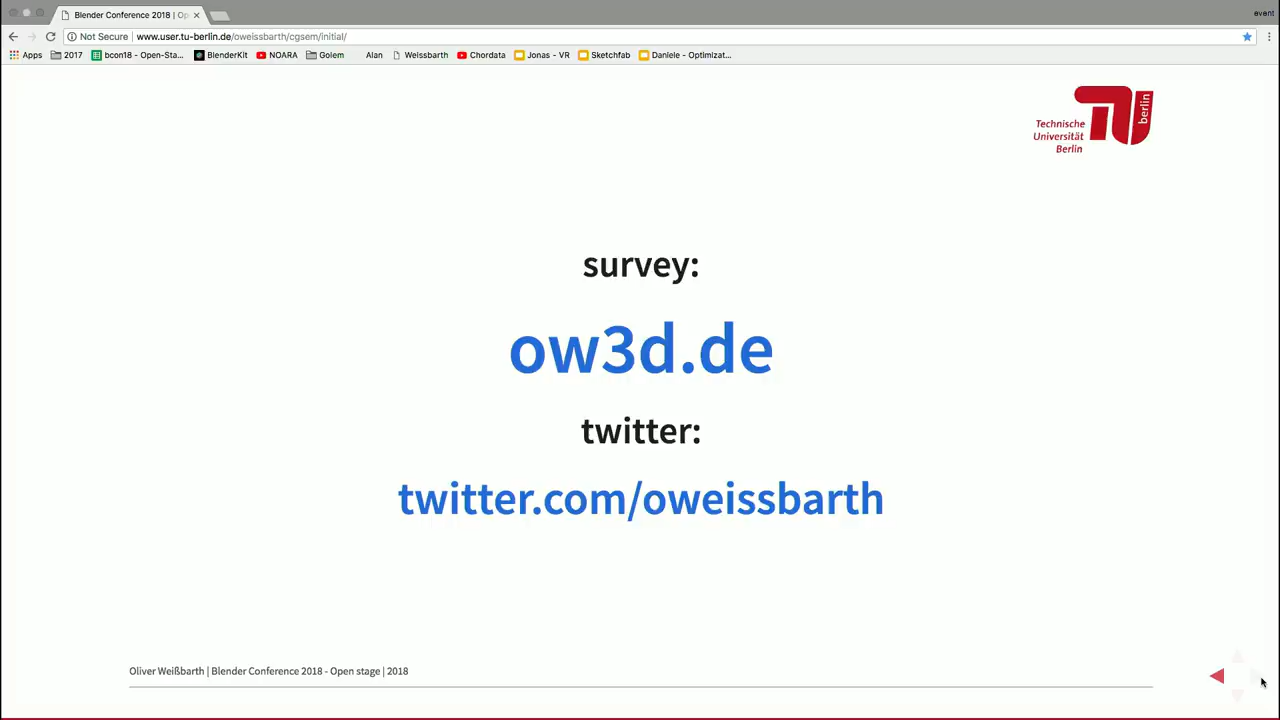 Blender Conference 2018 | Op
event
Not Secure | www.user.tu-berlin.de/oweissbarth/cgsem/initial/
Apps 2017 bcon18 - Open-Sta... BlenderKit NOARA Golem Alan Weissbarth Chordata Jonas - VR Sketchfab Daniele - Optimizat...
Technische
Universität
Berlin
berlin
survey:
ow3d.de
twitter:
twitter.com/oweissbarth
Oliver Weißbarth | Blender Conference 2018 - Open stage | 2018